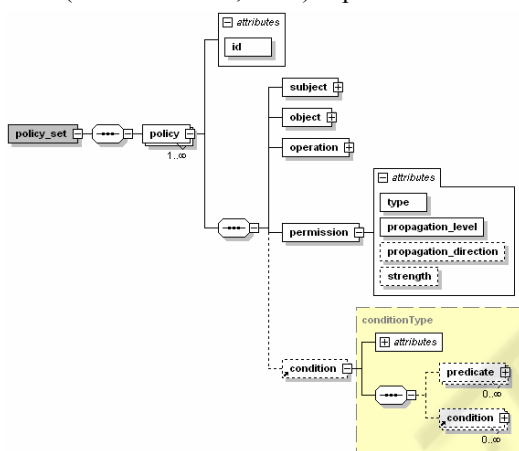 attributes
id
subject
object
operation
policy_set
policy
1..∞
attributes
type
propagation_level
propagation_direction
strength
permission
conditionType
attributes
condition
predicate
0..∞
condition
0..∞